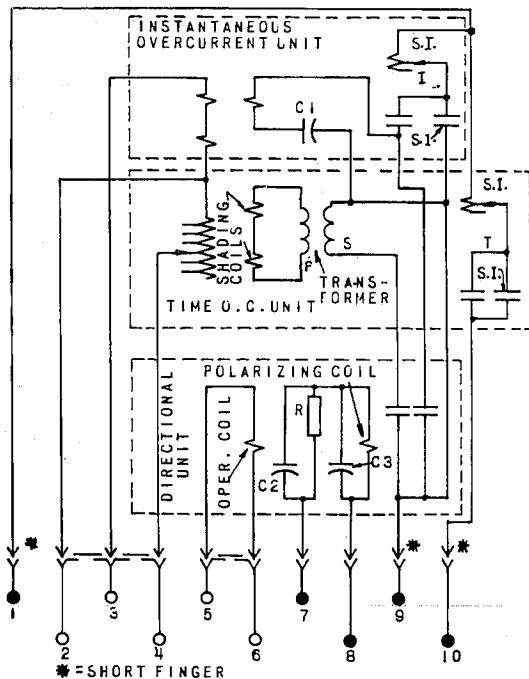 INSTANTANEOUS
OVERCURRENT UNIT
S.I.
I
C1
S.I.
S.I.
SHADING
COILS
P
S
T
TRANS-
FORMER
S.I.
TIME O.C. UNIT
POLARIZING COIL
DIRECTIONAL
UNIT
OPER. COIL
R
C2
C3
*
*
*
1
3
5
7
9
2
4
6
8
10
* = SHORT FINGER